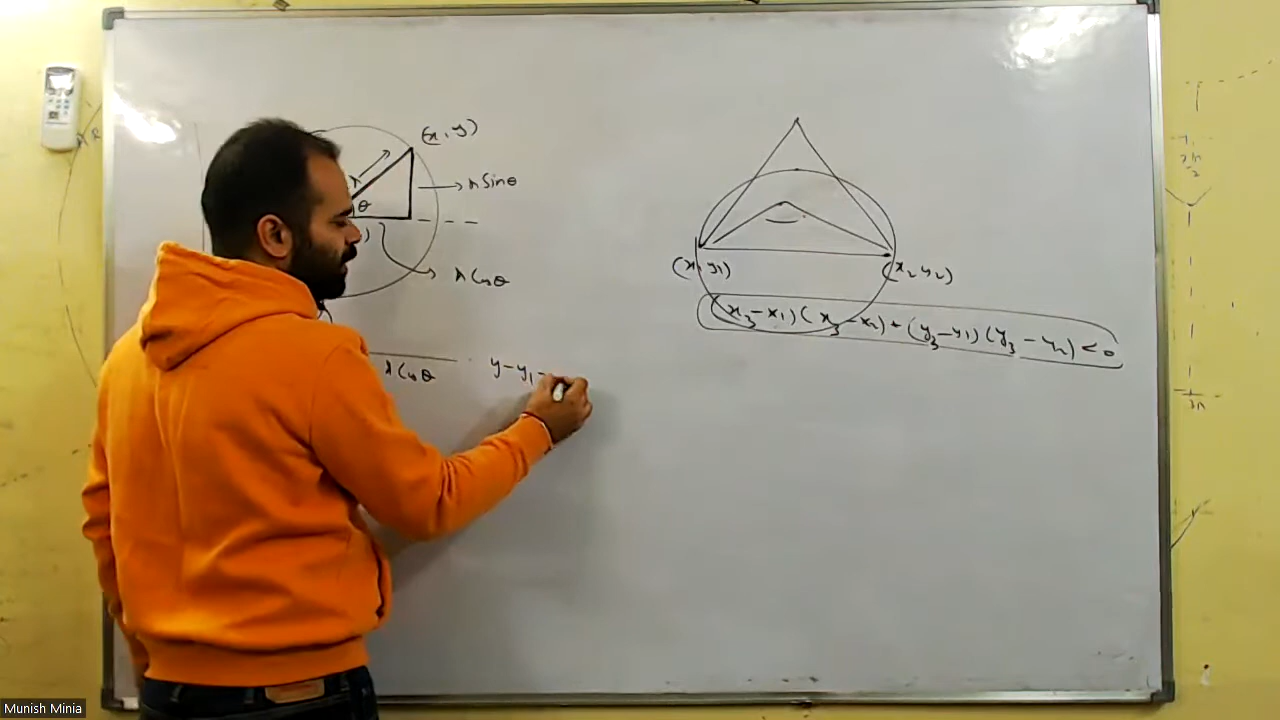 (x, y)
r
r sinθ
θ
)
r cosθ
r cosθ
y-y₁=
(x₁ y₁)
(x₂ y₂)
(x₃-x₁)(x₃-x₂)+(y₃-y₁)(y₃-y₂)<0
Munish Minia